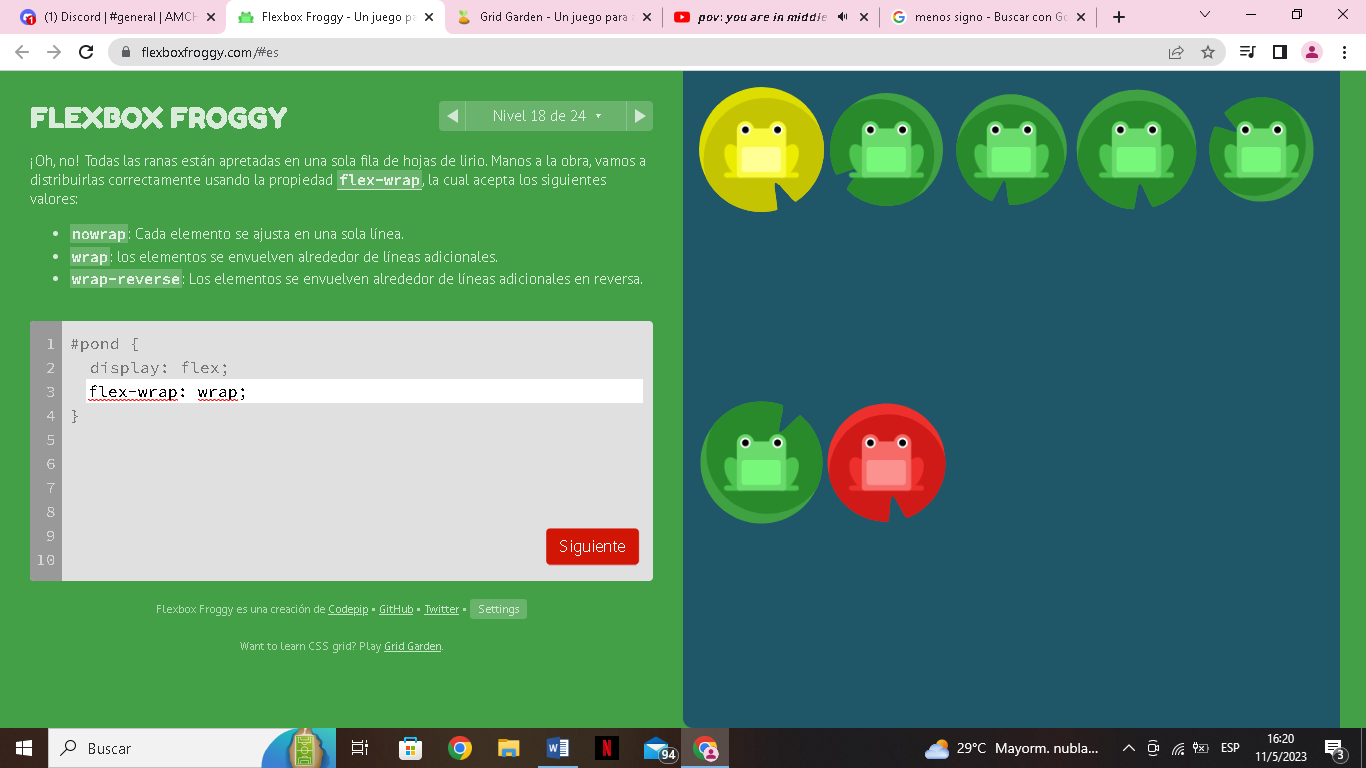 (1) Discord | #general | AMCH
Flexbox Froggy - Un juego pa
Grid Garden - Un juego para a
pov: you are in middle
menos signo - Buscar con Go
flexboxfroggy.com/#es
FLEXBOX FROGGY
Nivel 18 de 24
¡Oh, no! Todas las ranas están apretadas en una sola fila de hojas de lirio. Manos a la obra, vamos a
distribuirlas correctamente usando la propiedad flex-wrap, la cual acepta los siguientes
valores:
nowrap: Cada elemento se ajusta en una sola línea.
wrap: los elementos se envuelven alrededor de líneas adicionales.
wrap-reverse: Los elementos se envuelven alrededor de líneas adicionales en reversa.
1 #pond {
2 display: flex;
3 flex-wrap: wrap;
4 }
5
6
7
8
9
10
Siguiente
Flexbox Froggy es una creación de Codepip • GitHub • Twitter • Settings
Want to learn CSS grid? Play Grid Garden.
Buscar
94
29°C Mayorm. nubla...
ESP
16:20
11/5/2023
3